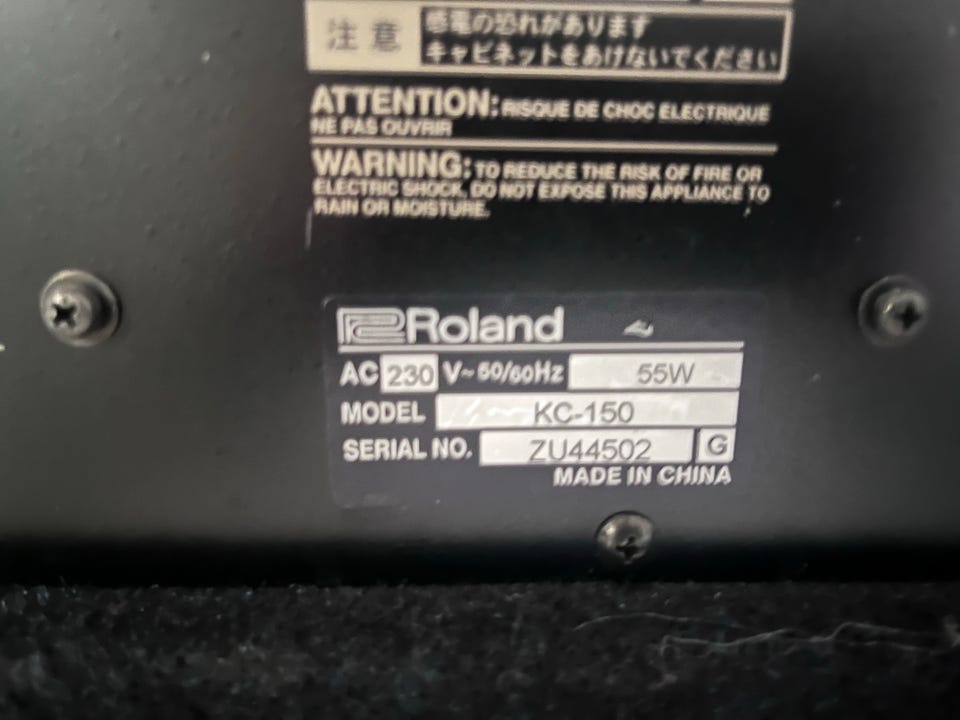 注意
感電の恐れがあります
キャビネットをあけないでください
ATTENTION: RISQUE DE CHOC ELECTRIQUE
NE PAS OUVRIR
WARNING: TO REDUCE THE RISK OF FIRE OR
ELECTRIC SHOCK, DO NOT EXPOSE THIS APPLIANCE TO
RAIN OR MOISTURE.
Roland
AC 230 V~ 50/60Hz 55W
MODEL KC-150
SERIAL NO. ZU44502 G
MADE IN CHINA